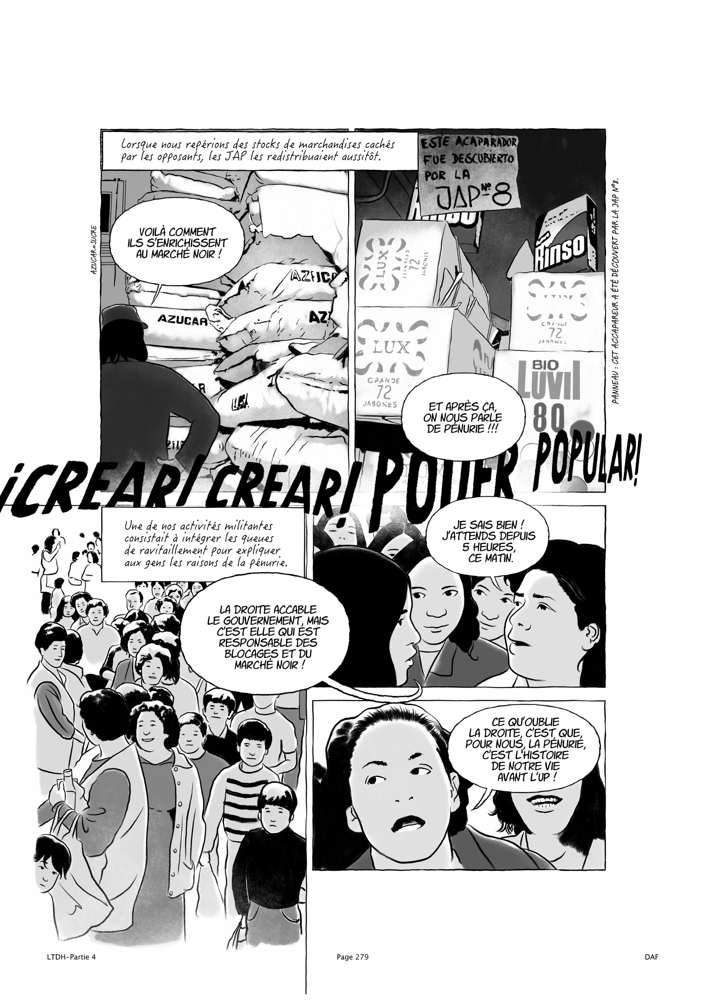 Lorsque nous repérions des stocks de marchandises cachés
par les opposants, les JAP les redistribuaient aussitôt.
VOILÀ COMMENT
ILS S'ENRICHISSENT
AU MARCHÉ NOIR !
AZUCAR=SUCRE
AZUCAR
ESTE ACAPARADOR
FUE DESCUBIERTO
POR LA
JAP Nº 8
Rinso
LUX
72
JABONES
LUX
GRANDE
72
JABONES
72
BIO
LUVIL
80
PANNEAU : CET ACCAPAREUR A ÉTÉ DÉCOUVERT PAR LA JAP Nº8.
ET APRÈS ÇA,
ON NOUS PARLE
DE PÉNURIE !!!
¡CREAR! CREAR! PODER POPULAR!
Une de nos activités militantes
consistait à intégrer les queues
de ravitaillement pour expliquer
aux gens les raisons de la pénurie.
LA DROITE ACCABLE
LE GOUVERNEMENT, MAIS
C'EST ELLE QUI EST
RESPONSABLE DES
BLOCAGES ET DU
MARCHÉ NOIR !
JE SAIS BIEN !
J'ATTENDS DEPUIS
5 HEURES,
CE MATIN.
CE QU'OUBLIE
LA DROITE, C'EST QUE,
POUR NOUS, LA PÉNURIE,
C'EST L'HISTOIRE
DE NOTRE VIE
AVANT L'UP !
LTDH-Partie 4
Page 279
DAF